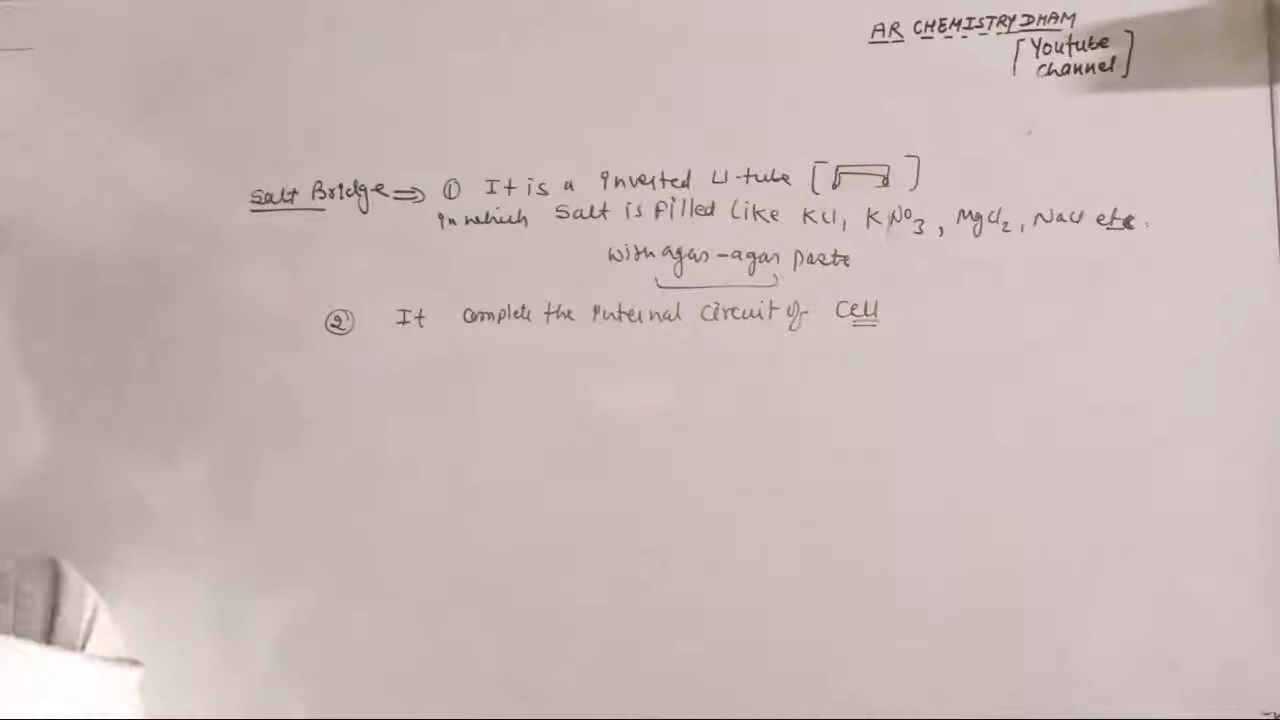 AR CHEMISTRY DHAM
[Youtube channel]
Salt Bridge ⇒ ① It is a inverted U-tube [ ]
in which salt is filled like KCl, KNO₃, MgCl₂, NaCl etc.
with agar-agar paste
② It complete the internal circuit of cell